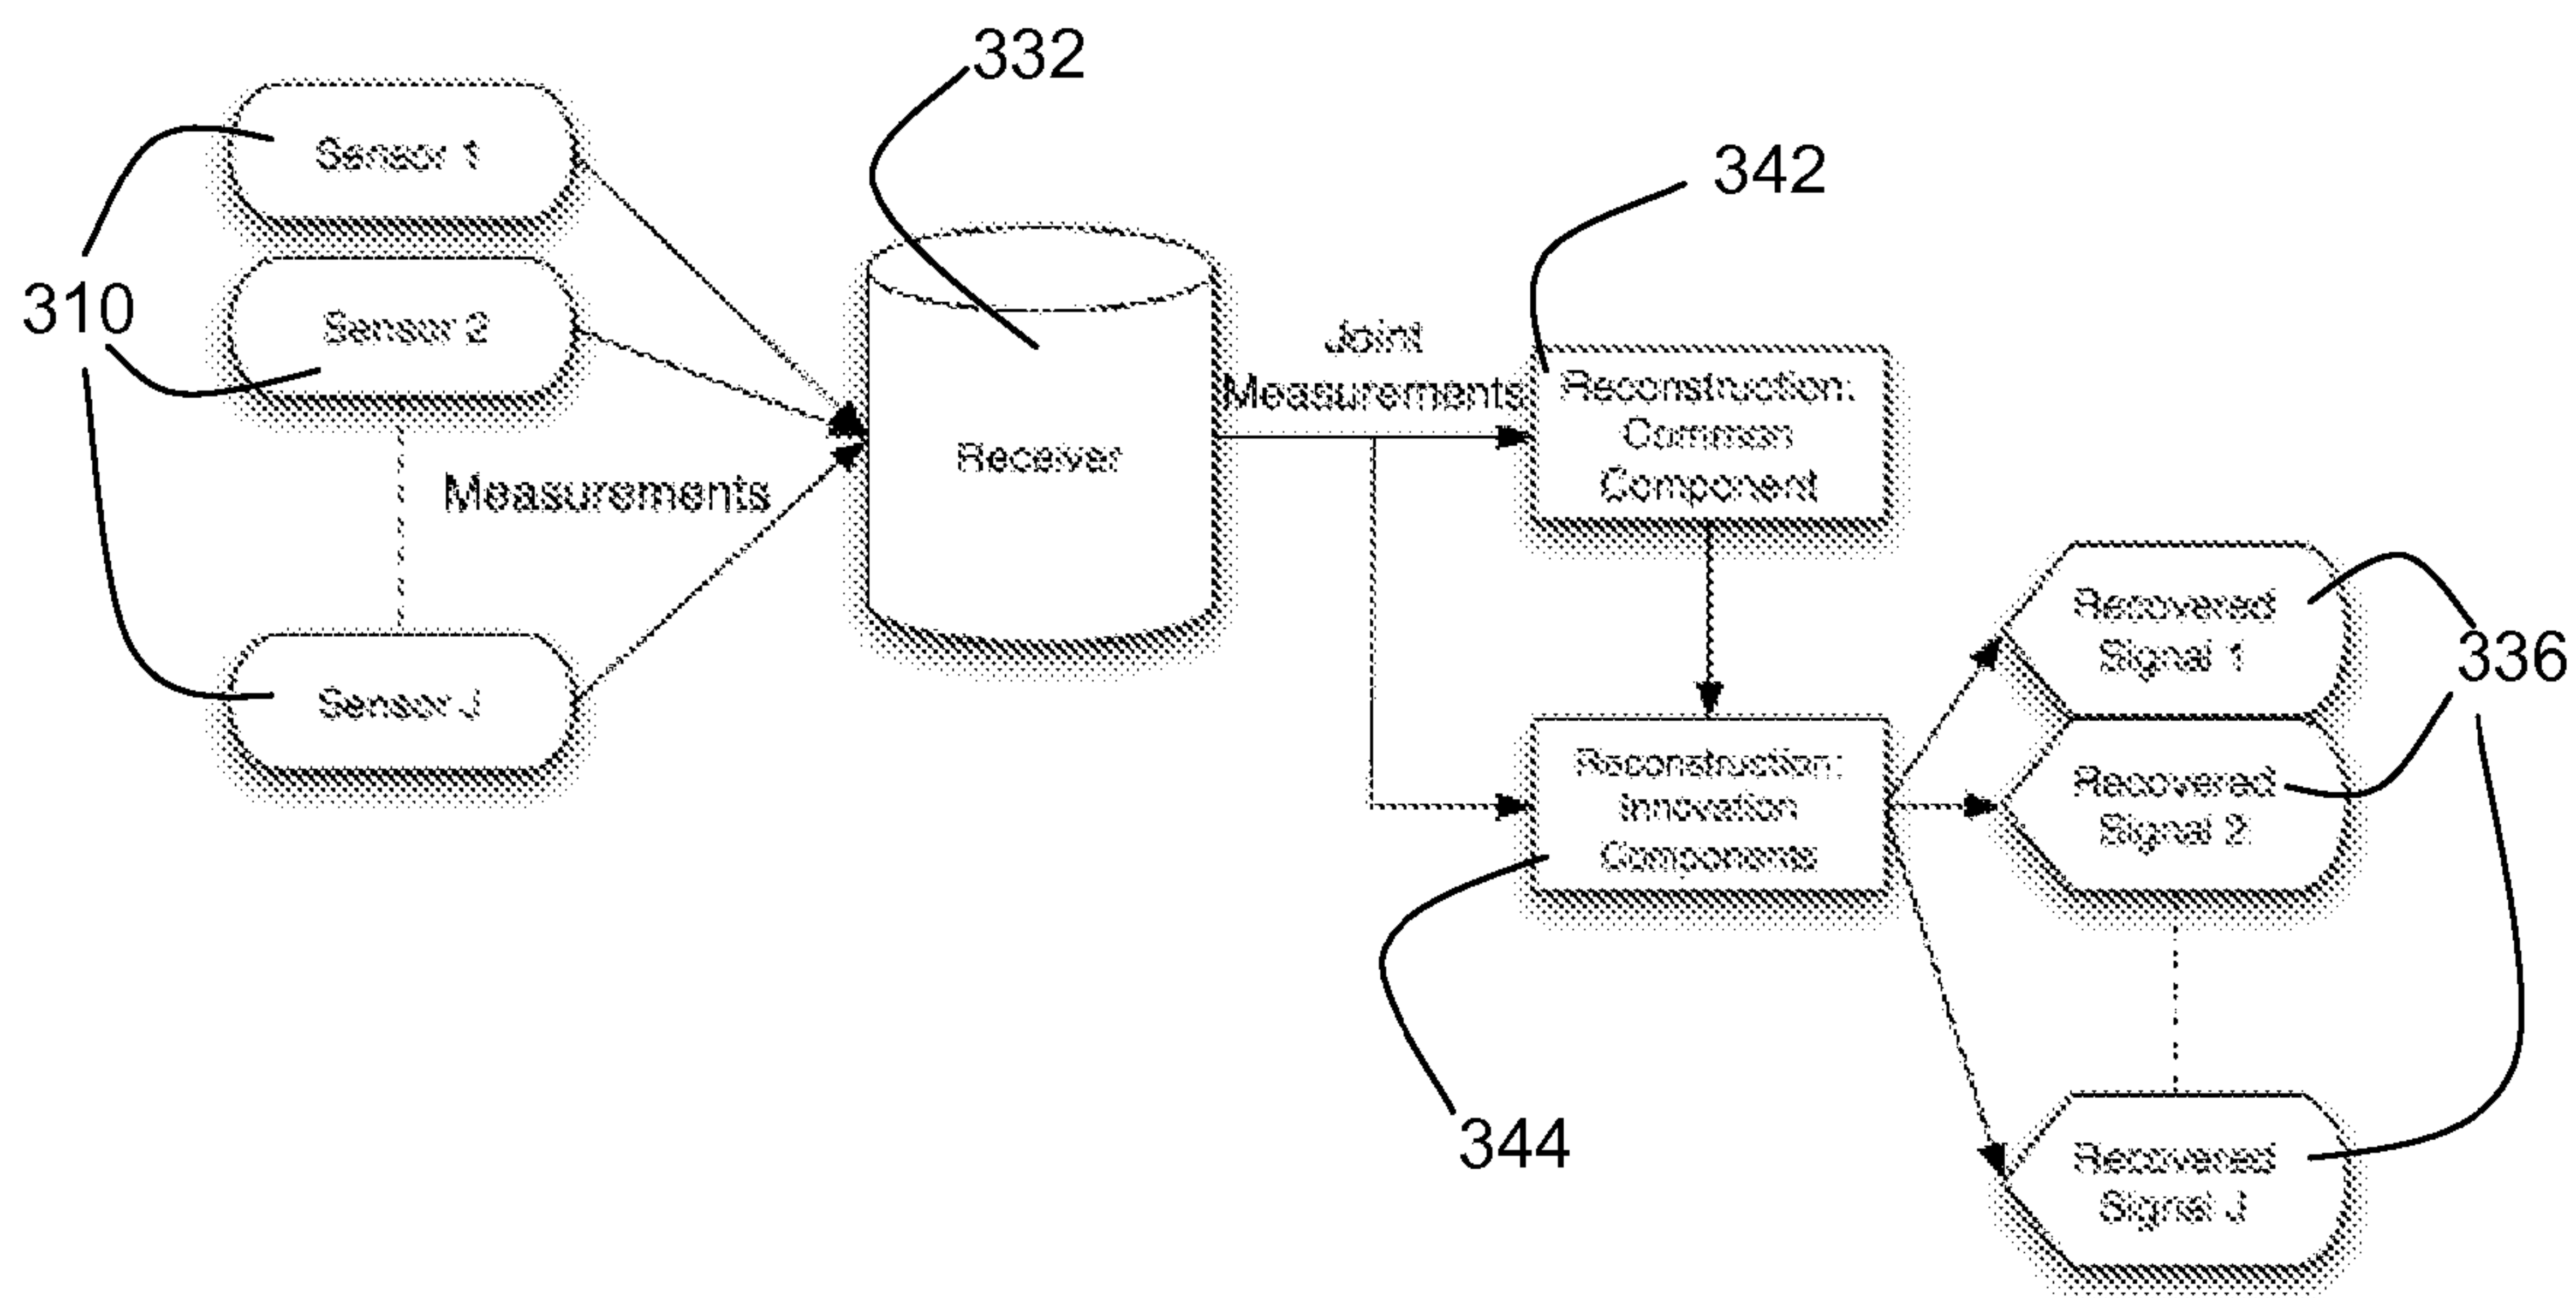 332
342
310
Sensor 1
Sensor 2
Sensor J
Measurements
Receiver
Joint
Measurements
Reconstruction:
Common
Component
Reconstruction:
Innovation
Components
344
Recovered
Signal 1
Recovered
Signal 2
Recovered
Signal J
336